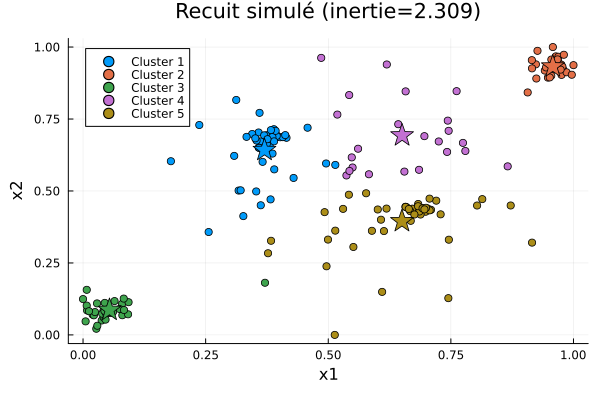 Recuit simulé (inertie=2.309)
1.00
0.75
0.50
0.25
0.00
x2
Cluster 1
Cluster 2
Cluster 3
Cluster 4
Cluster 5
0.00 0.25 0.50 0.75 1.00
x1